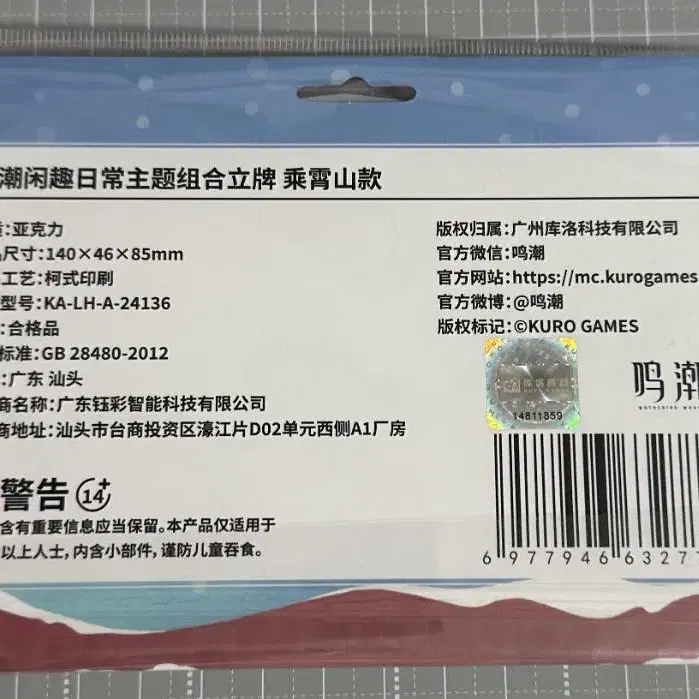 潮闲趣日常主题组合立牌 乘霄山款
:亚克力
尺寸:140×46×85mm
工艺:柯式印刷
型号:KA-LH-A-24136
:合格品
标准:GB 28480-2012
:广东 汕头
商名称:广东钰彩智能科技有限公司
商地址:汕头市台商投资区濠江片D02单元西侧A1厂房
警告 14+
含有重要信息应当保留。本产品仅适用于
以上人士,内含小部件,谨防儿童吞食。
版权归属:广州库洛科技有限公司
官方微信:鸣潮
官方网站:https://mc.kurogames
官方微博:@鸣潮
版权标记:©KURO GAMES
14811859
鸣潮
6 977946 6327